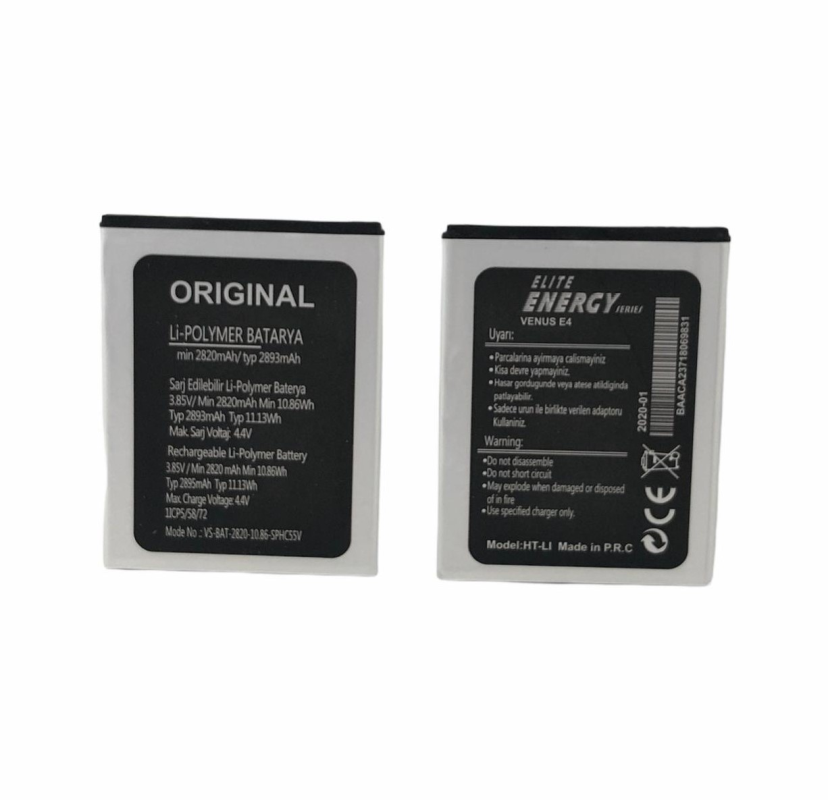 ORIGINAL
Li-POLYMER BATARYA
min 2820mAh/ typ 2893mAh
Sarj Edilebilir Li-Polymer Baterya
3.85V/ Min 2820mAh Min 10.86Wh
Typ 2893mAh Typ 11.13Wh
Mak. Sarj Voltaj: 4.4V
Rechargeable Li-Polymer Battery
3.85V / Min 2820 mAh Min 10.86Wh
Typ 2895mAh Typ 11.13Wh
Max. Charge Voltage: 4.4V
1ICP5/58/72
Mode No .: VS-BAT-2820-10.86-SPHC55V
ELITE
ENERGY SERIES
VENUS E4
Uyarı:
• Parcalarina ayirmaya calismayiniz
• Kisa devre yapmayiniz.
• Hasar gordugunde veya atese atildiginda
patlayabilir.
• Sadece urun ile birlikte verilen adaptoru
Kullaniniz.
Warning:
•Do not disassemble
•Do not short circuit
•May explode when damaged or disposed
of in fire
•Use specified charger only.
Model:HT-LI Made in P.R.C
2020-01
BAACA23718069831
CE